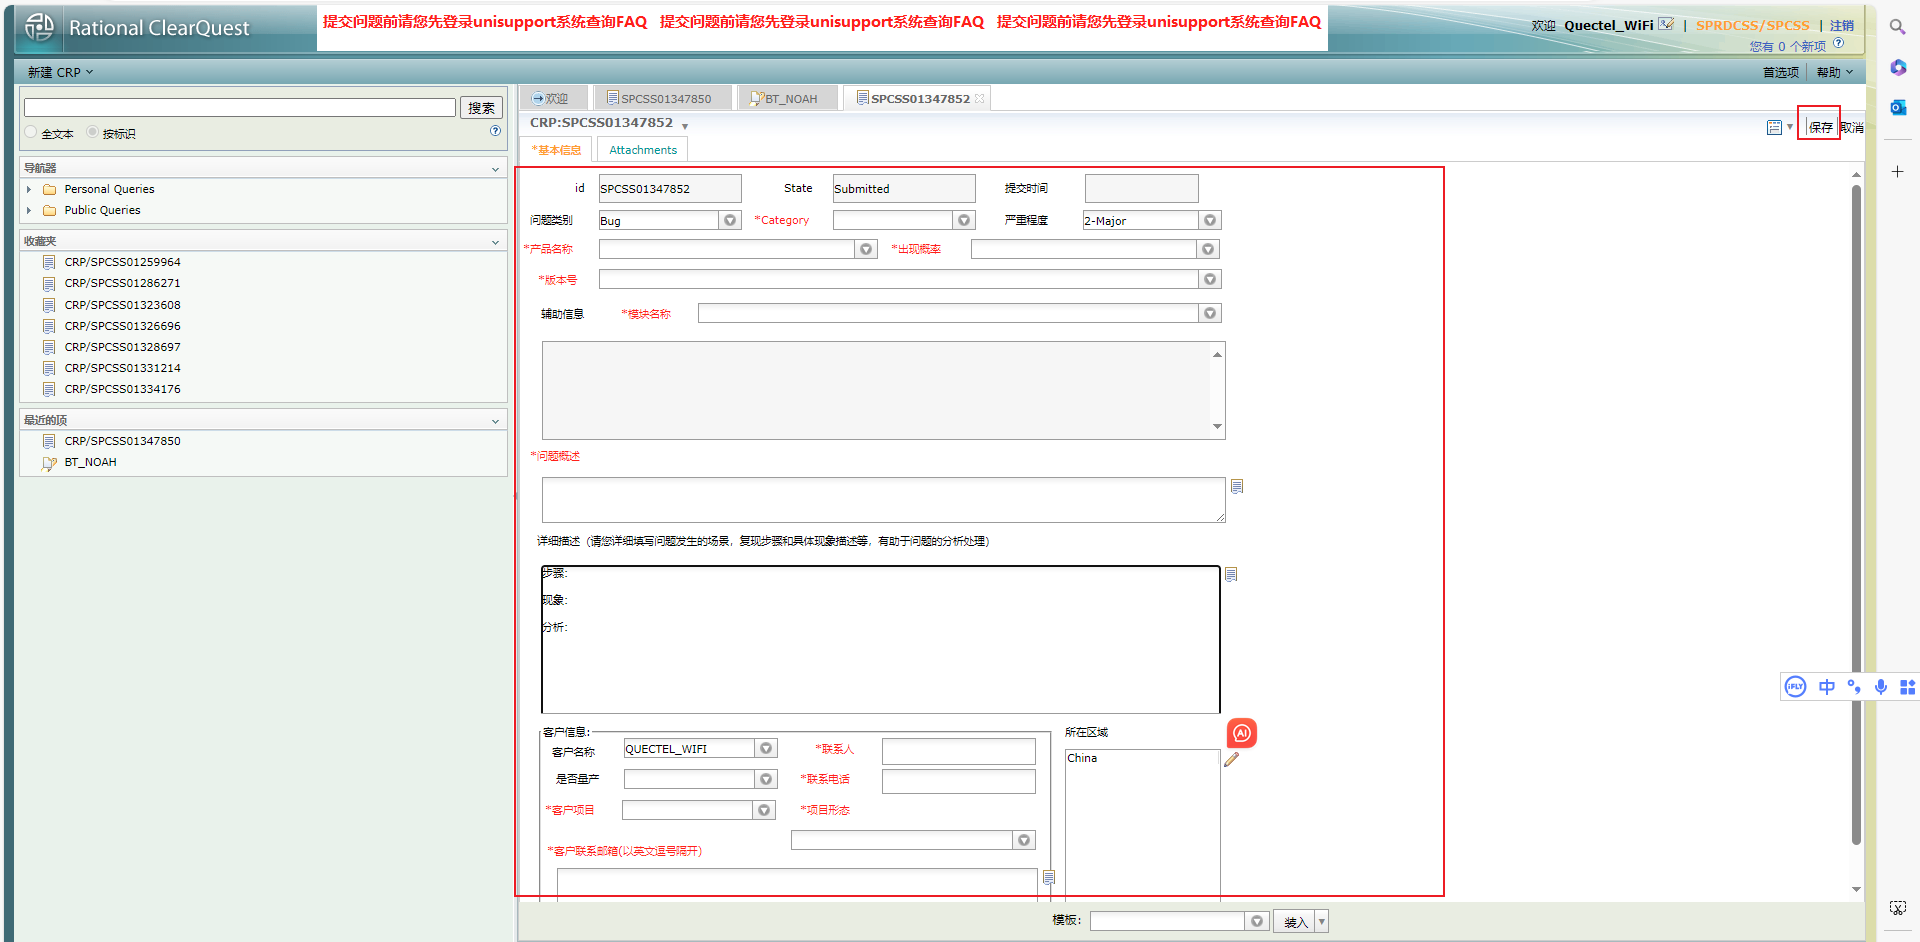 Rational ClearQuest
提交问题前请您先登录unisupport系统查询FAQ 提交问题前请您先登录unisupport系统查询FAQ 提交问题前请您先登录unisupport系统查询FAQ
欢迎 Quectel_WiFi | SPRDCSS/SPCSS | 注销
您有 0 个新项
新建 CRP
首选项 | 帮助
搜索
全文本 按标识
导航器
Personal Queries
Public Queries
收藏夹
CRP/SPCSS01259964
CRP/SPCSS01286271
CRP/SPCSS01323608
CRP/SPCSS01326696
CRP/SPCSS01328697
CRP/SPCSS01331214
CRP/SPCSS01334176
最近的项
CRP/SPCSS01347850
BT_NOAH
欢迎 SPCSS01347850 BT_NOAH SPCSS01347852
CRP:SPCSS01347852
保存 取消
*基本信息 Attachments
id SPCSS01347852 State Submitted 提交时间
问题类别 Bug *Category 严重程度 2-Major
*产品名称 *出现概率
*版本号
辅助信息 *模块名称
*问题概述
详细描述（请您详细填写问题发生的场景，复现步骤和具体现象描述等，有助于问题的分析处理）
步骤：
现象：
分析：
客户信息: 所在区域
客户名称 QUECTEL_WIFI *联系人 China
是否量产 *联系电话
*客户项目 *项目形态
*客户联系邮箱(以英文逗号隔开)
模板: 装入
iFLY 中
AI